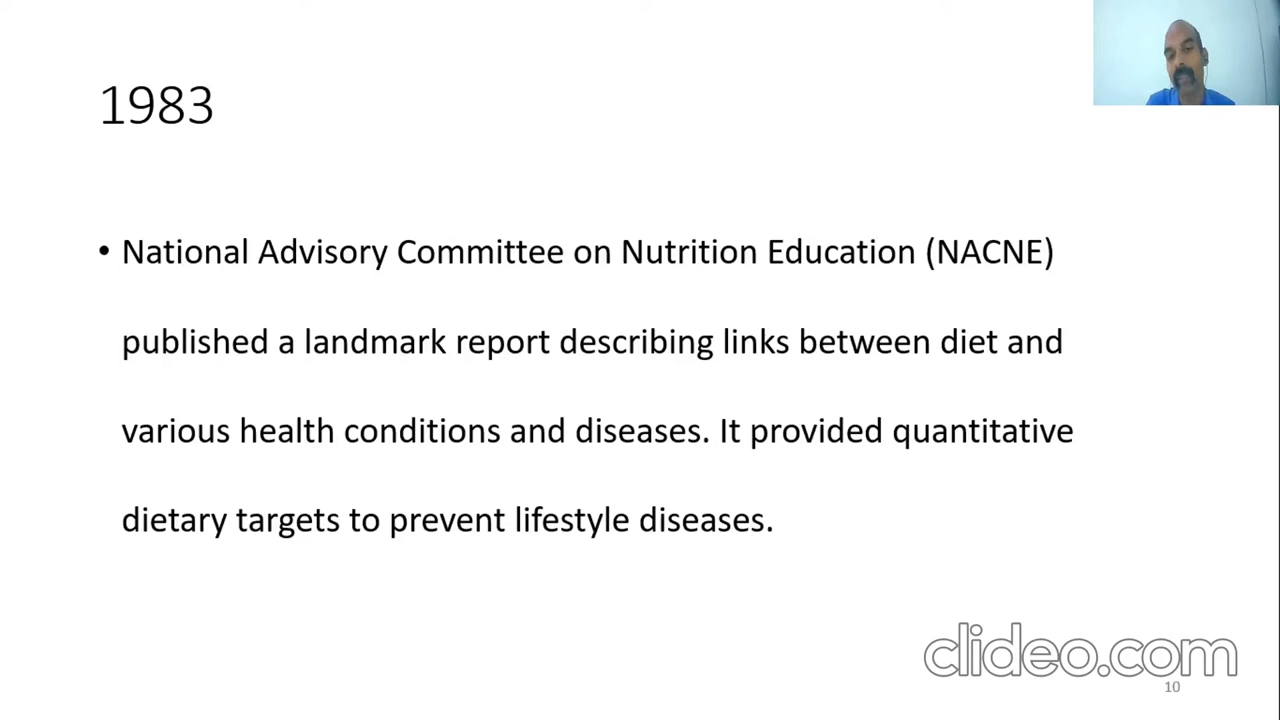 1983
• National Advisory Committee on Nutrition Education (NACNE)
published a landmark report describing links between diet and
various health conditions and diseases. It provided quantitative
dietary targets to prevent lifestyle diseases.
clideo.com
10